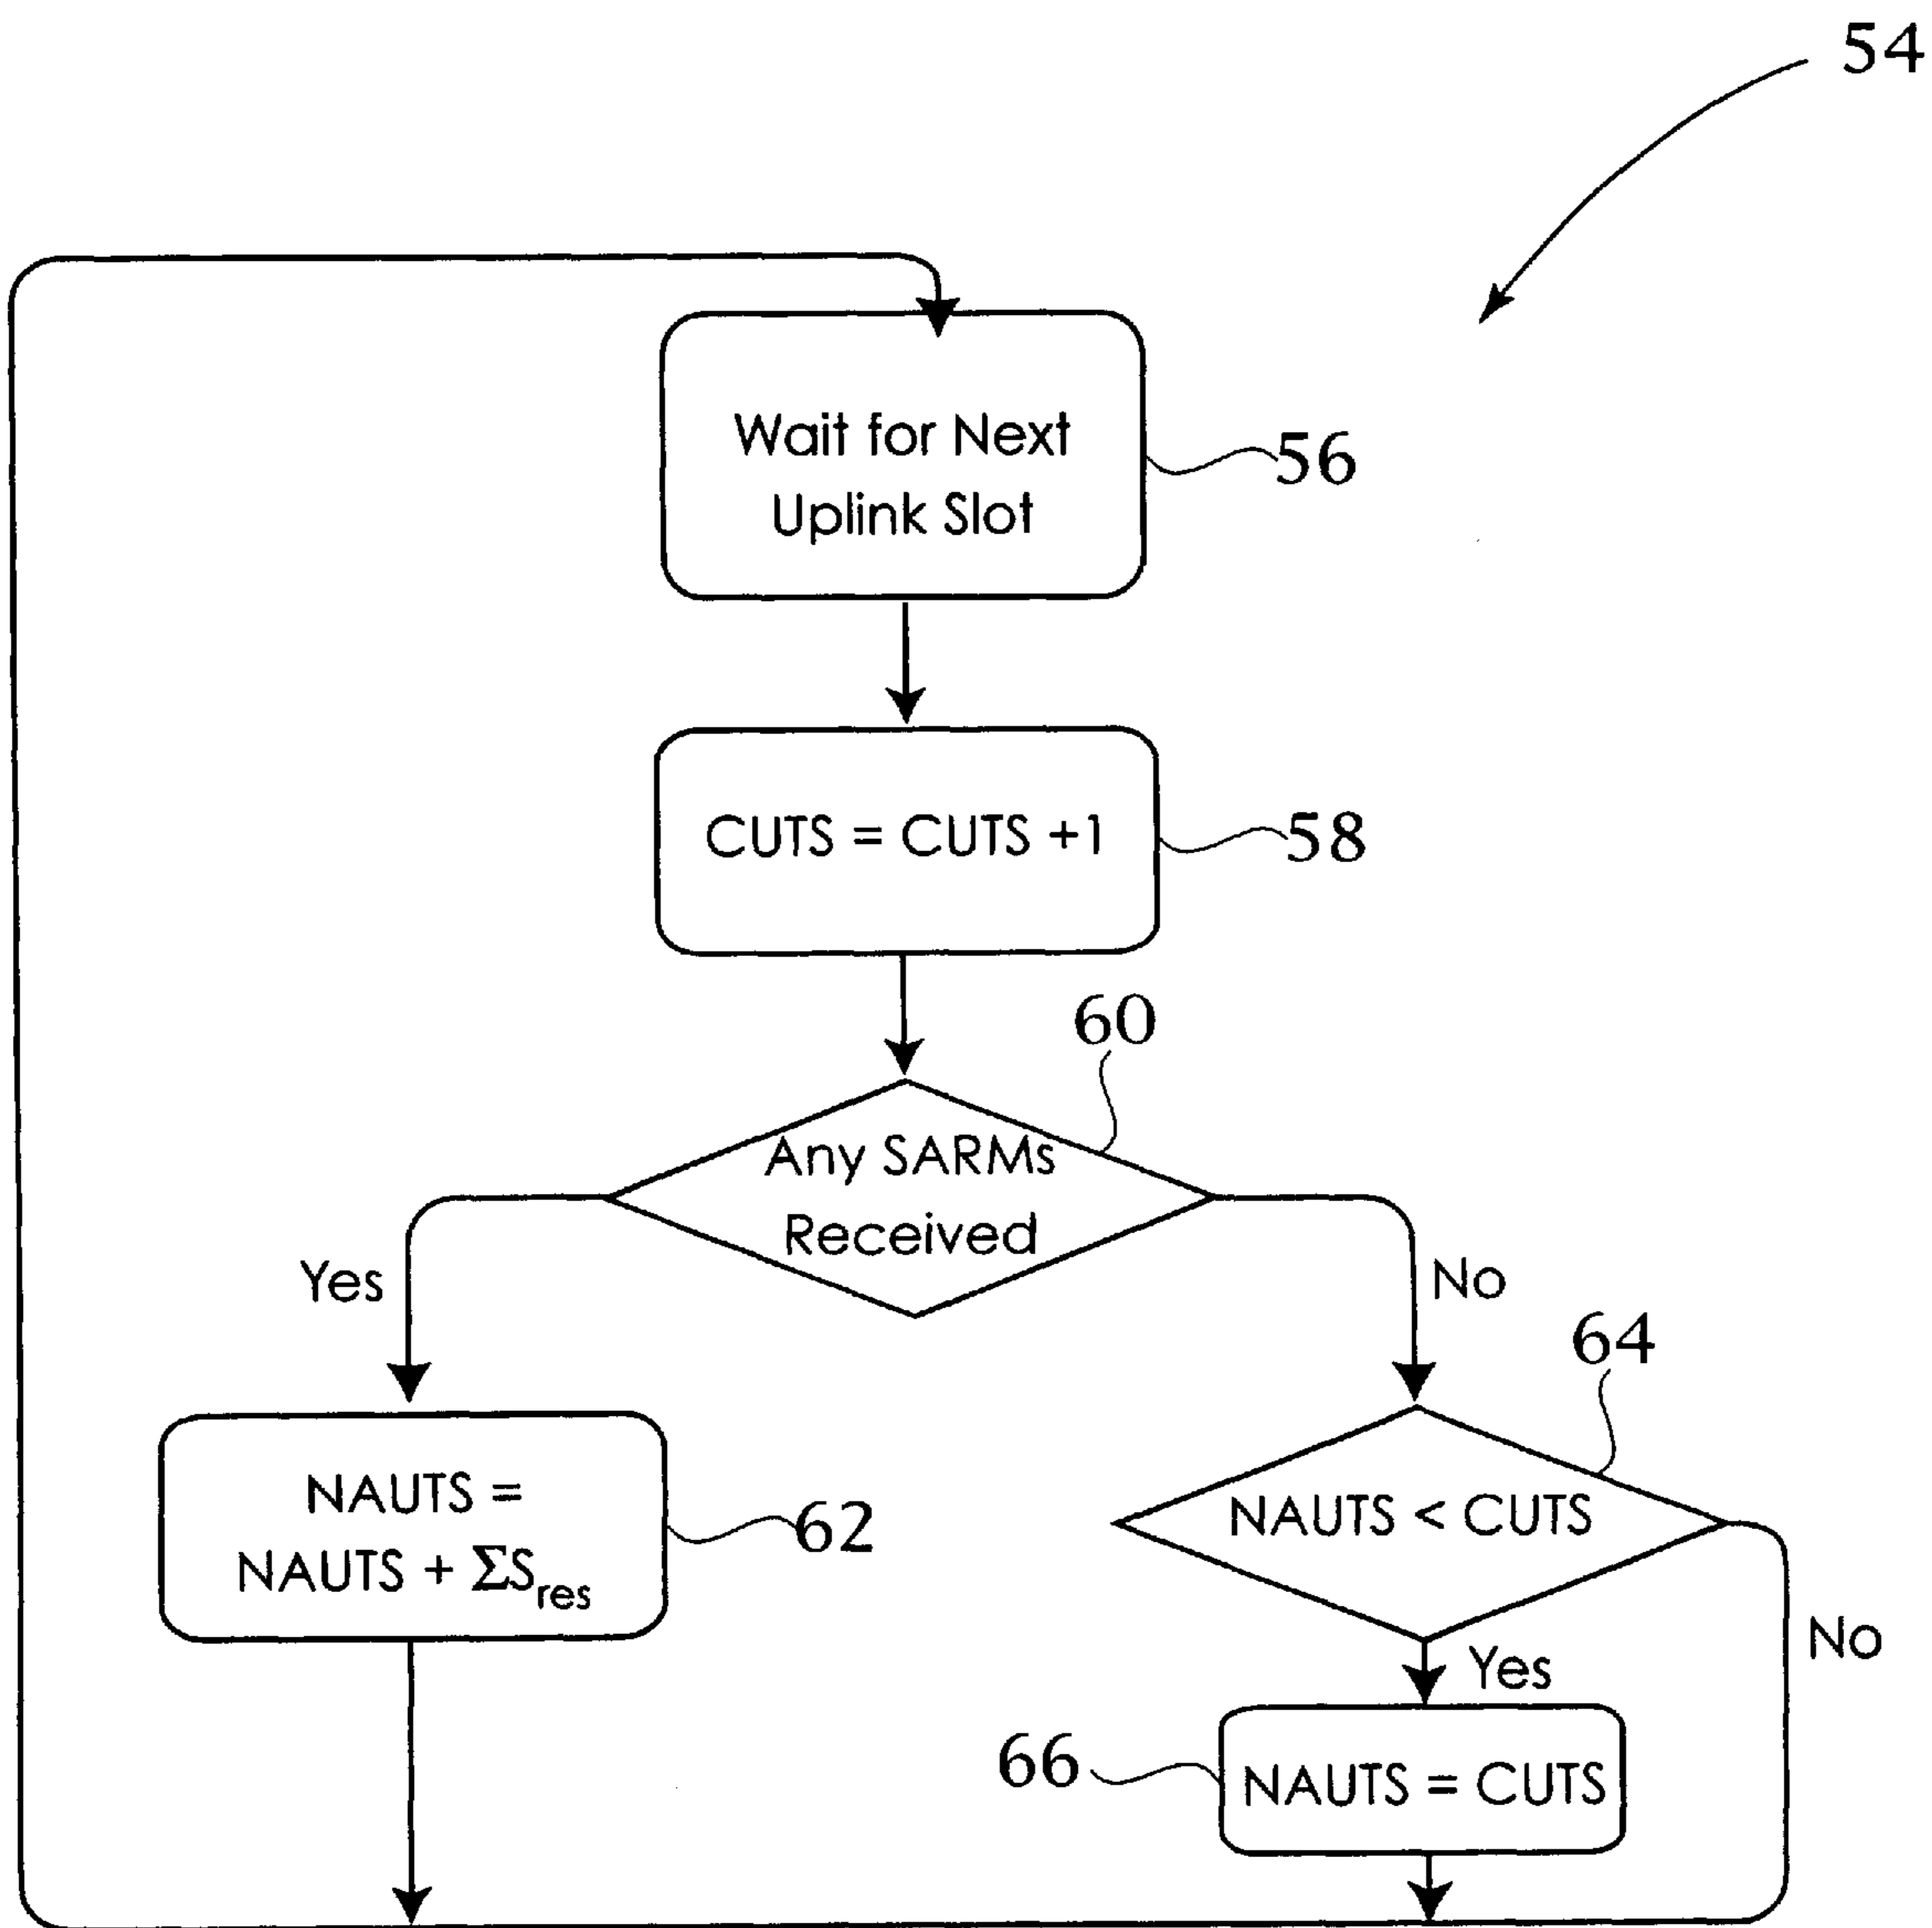 54
Wait for Next
Uplink Slot
56
CUTS = CUTS +1
58
60
Any SARMs
Received
Yes
No
64
NAUTS =
NAUTS + ΣS_res
62
NAUTS < CUTS
No
Yes
66
NAUTS = CUTS